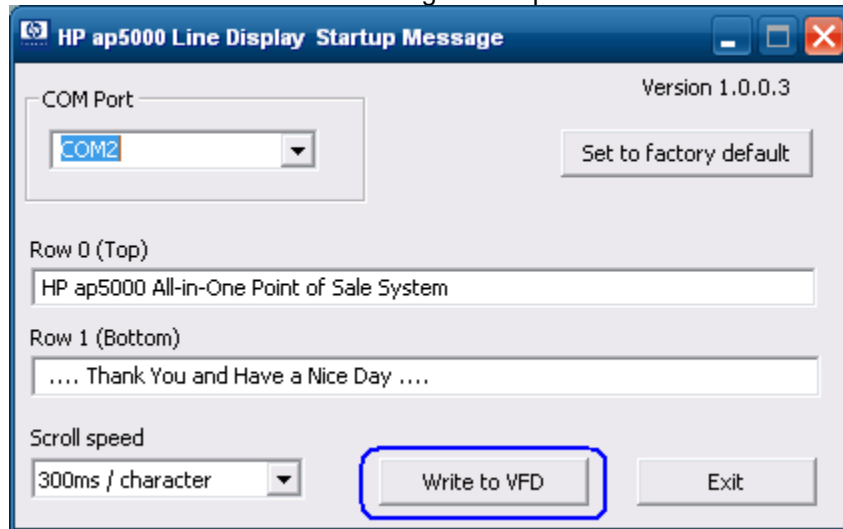 HP ap5000 Line Display Startup Message
Version 1.0.0.3
COM Port
COM2
Set to factory default
Row 0 (Top)
HP ap5000 All-in-One Point of Sale System
Row 1 (Bottom)
.... Thank You and Have a Nice Day ....
Scroll speed
300ms / character
Write to VFD
Exit